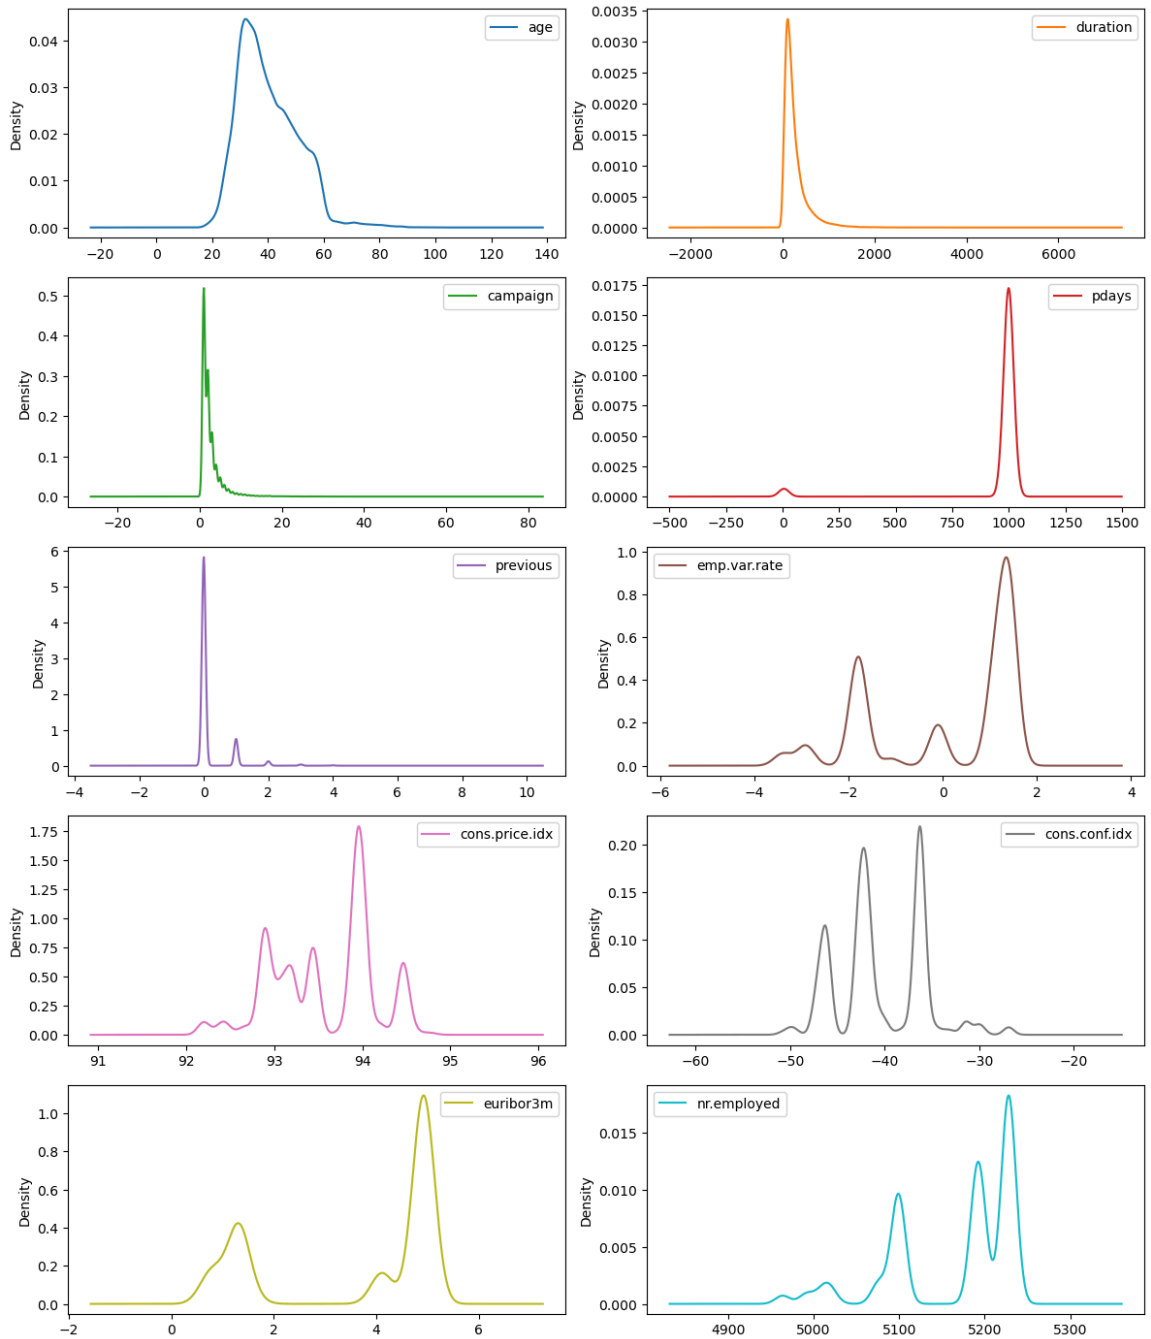 age
Density
0.04
0.03
0.02
0.01
0.00
−20 0 20 40 60 80 100 120 140
duration
Density
0.0035
0.0030
0.0025
0.0020
0.0015
0.0010
0.0005
0.0000
−2000 0 2000 4000 6000
campaign
Density
0.5
0.4
0.3
0.2
0.1
0.0
−20 0 20 40 60 80
pdays
Density
0.0175
0.0150
0.0125
0.0100
0.0075
0.0050
0.0025
0.0000
−500 −250 0 250 500 750 1000 1250 1500
previous
Density
6
5
4
3
2
1
0
−4 −2 0 2 4 6 8 10
emp.var.rate
Density
1.0
0.8
0.6
0.4
0.2
0.0
−6 −4 −2 0 2 4
cons.price.idx
Density
1.75
1.50
1.25
1.00
0.75
0.50
0.25
0.00
91 92 93 94 95 96
cons.conf.idx
Density
0.20
0.15
0.10
0.05
0.00
−60 −50 −40 −30 −20
euribor3m
Density
1.0
0.8
0.6
0.4
0.2
0.0
−2 0 2 4 6
nr.employed
Density
0.015
0.010
0.005
0.000
4900 5000 5100 5200 5300